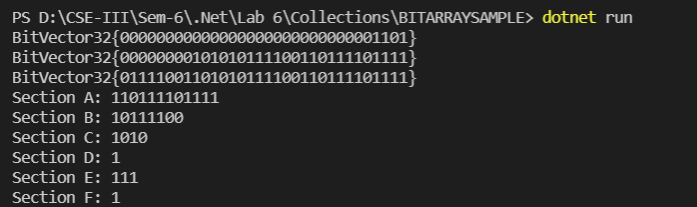 PS D:\CSE-III\Sem-6\.Net\Lab 6\Collections\BITARRAYSAMPLE> dotnet run
BitVector32{00000000000000000000000000001101}
BitVector32{00000000101010111100110111101111}
BitVector32{01111001101010111100110111101111}
Section A: 110111101111
Section B: 10111100
Section C: 1010
Section D: 1
Section E: 111
Section F: 1